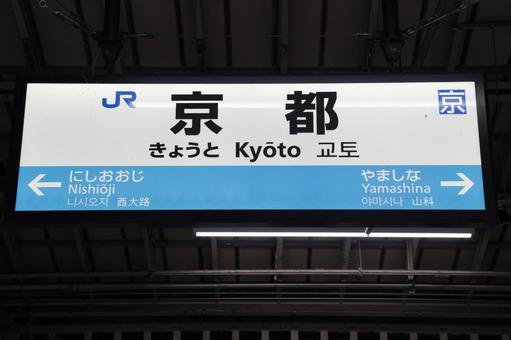 JR 京都 京
きょうと Kyōto 교토
← にしおおじ やましな →
Nishiōji Yamashina
니시오지 西大路 야마시나 山科